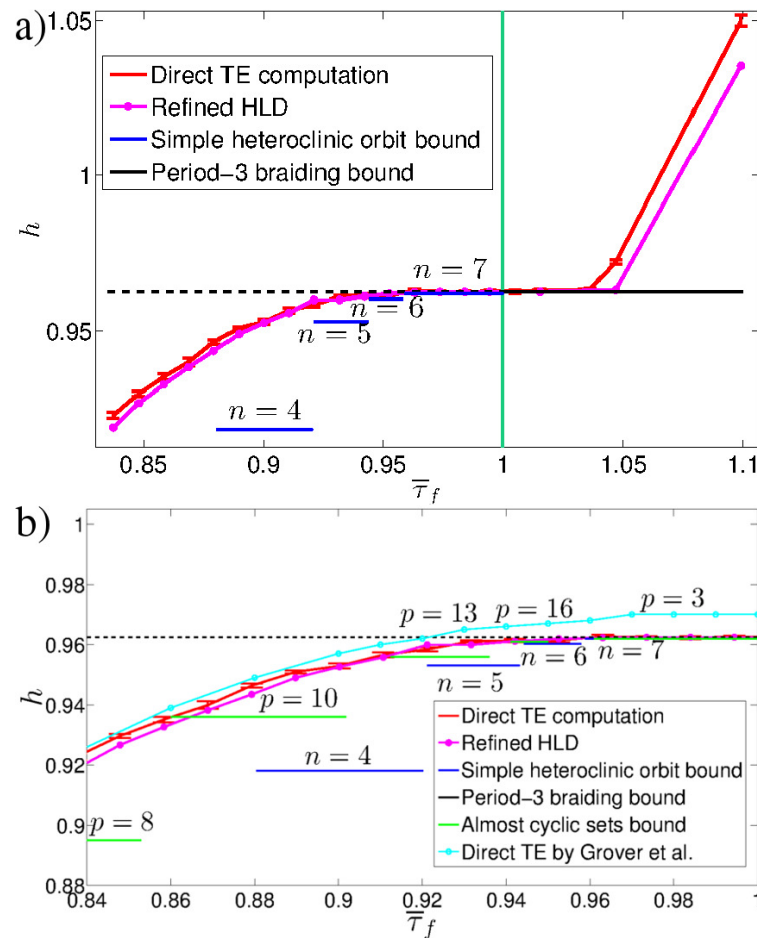 a)
1.05
1
0.95
h
Direct TE computation
Refined HLD
Simple heteroclinic orbit bound
Period−3 braiding bound
n = 7
n = 6
n = 5
n = 4
0.85
0.9
0.95
1
1.05
1.1
τ̅_f
b)
1
0.98
0.96
0.94
0.92
0.9
0.88
h
p = 13
p = 16
p = 3
n = 6
n = 7
n = 5
p = 10
n = 4
p = 8
Direct TE computation
Refined HLD
Simple heteroclinic orbit bound
Period−3 braiding bound
Almost cyclic sets bound
Direct TE by Grover et al.
0.84
0.86
0.88
0.9
0.92
0.94
0.96
0.98
1
τ̅_f